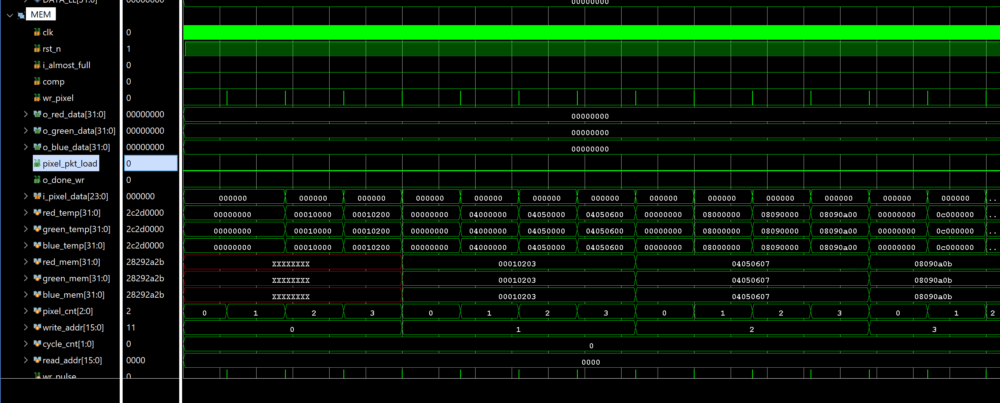 DATA_LL[31:0] 00000000 00000000
MEM
clk 0
rst_n 1
i_almost_full 0
comp 0
wr_pixel 0
o_red_data[31:0] 00000000 00000000
o_green_data[31:0] 00000000 00000000
o_blue_data[31:0] 00000000 00000000
pixel_pkt_load 0
o_done_wr 0
i_pixel_data[23:0] 000000 000000 000000 000000 000000 000000 000000 000000 000000 000000 000000 000000 000000 000000 ..
red_temp[31:0] 2c2d0000 00000000 00010000 00010200 00000000 04000000 04050000 04050600 00000000 08000000 08090000 08090a00 00000000 0c000000 ..
green_temp[31:0] 2c2d0000 00000000 00010000 00010200 00000000 04000000 04050000 04050600 00000000 08000000 08090000 08090a00 00000000 0c000000 ..
blue_temp[31:0] 2c2d0000 00000000 00010000 00010200 00000000 04000000 04050000 04050600 00000000 08000000 08090000 08090a00 00000000 0c000000 ..
red_mem[31:0] 28292a2b XXXXXXXX 00010203 04050607 08090a0b
green_mem[31:0] 28292a2b XXXXXXXX 00010203 04050607 08090a0b
blue_mem[31:0] 28292a2b XXXXXXXX 00010203 04050607 08090a0b
pixel_cnt[2:0] 2 0 1 2 3 0 1 2 3 0 1 2 3 0 1 2
write_addr[15:0] 11 0 1 2 3
cycle_cnt[1:0] 0 0
read_addr[15:0] 0000 0000
wr_pulse 0